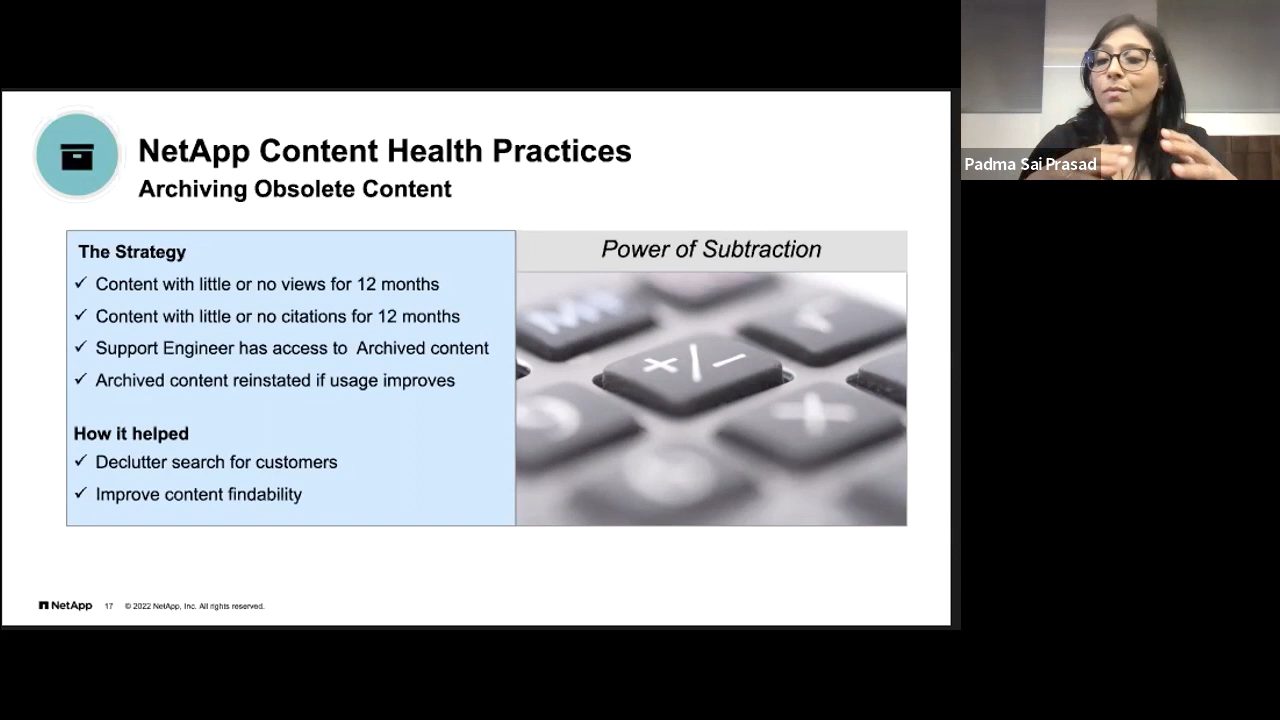 NetApp Content Health Practices
Archiving Obsolete Content
The Strategy
✓ Content with little or no views for 12 months
✓ Content with little or no citations for 12 months
✓ Support Engineer has access to Archived content
✓ Archived content reinstated if usage improves
How it helped
✓ Declutter search for customers
✓ Improve content findability
Power of Subtraction
+/−
NetApp 17 © 2022 NetApp, Inc. All rights reserved.
Padma Sai Prasad